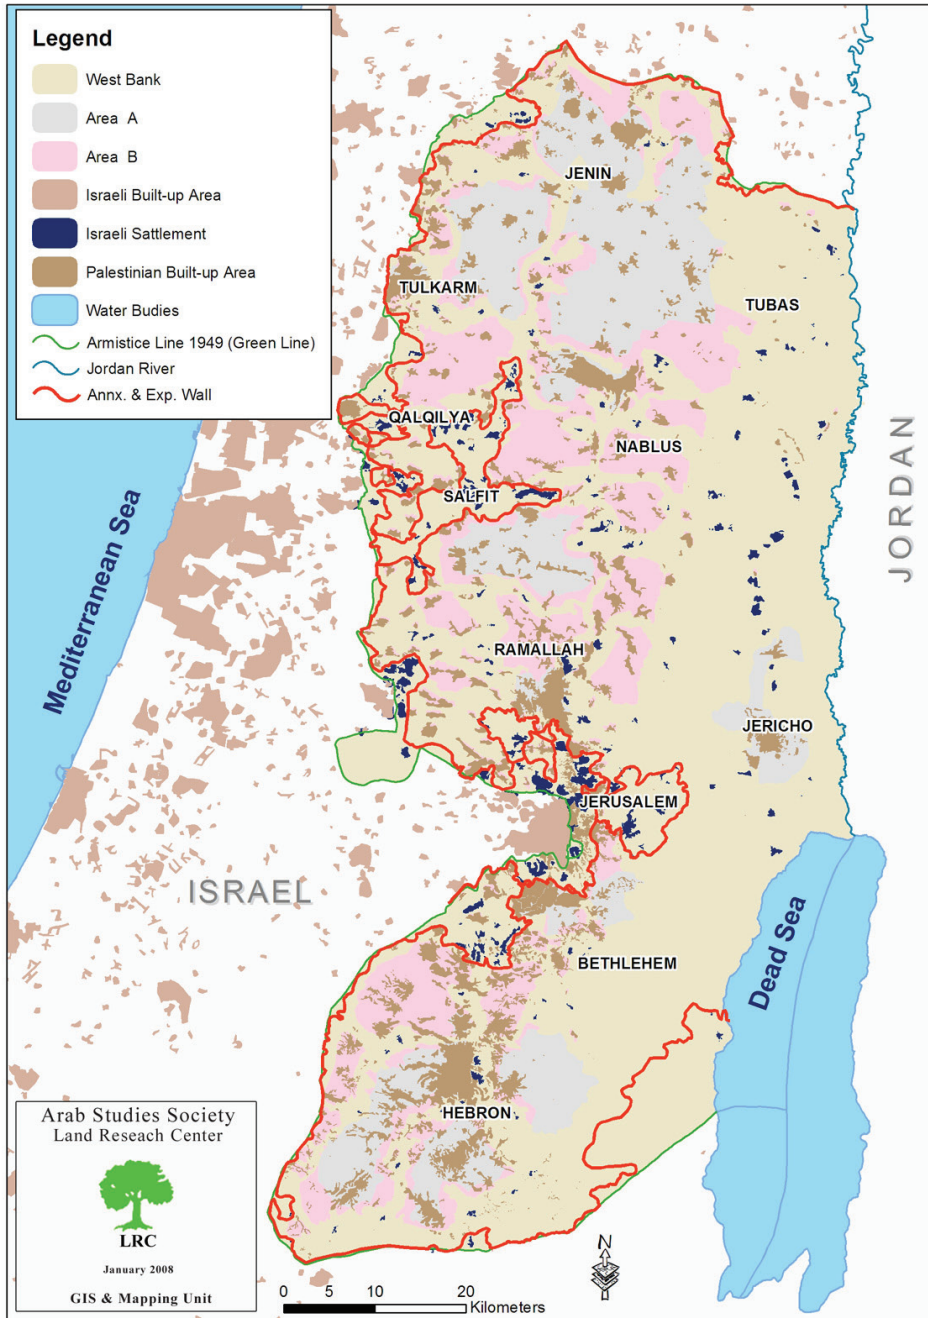 Legend
West Bank
Area A
Area B
Israeli Built-up Area
Israeli Sattlement
Palestinian Built-up Area
Water Budies
Armistice Line 1949 (Green Line)
Jordan River
Annx. & Exp. Wall
JENIN
TULKARM
TUBAS
QALQILYA
NABLUS
SALFIT
JORDAN
Mediterranean Sea
RAMALLAH
JERICHO
JERUSALEM
ISRAEL
Dead Sea
BETHLEHEM
HEBRON
Arab Studies Society
Land Reseach Center
LRC
January 2008
GIS & Mapping Unit
N
0 5 10 20
Kilometers